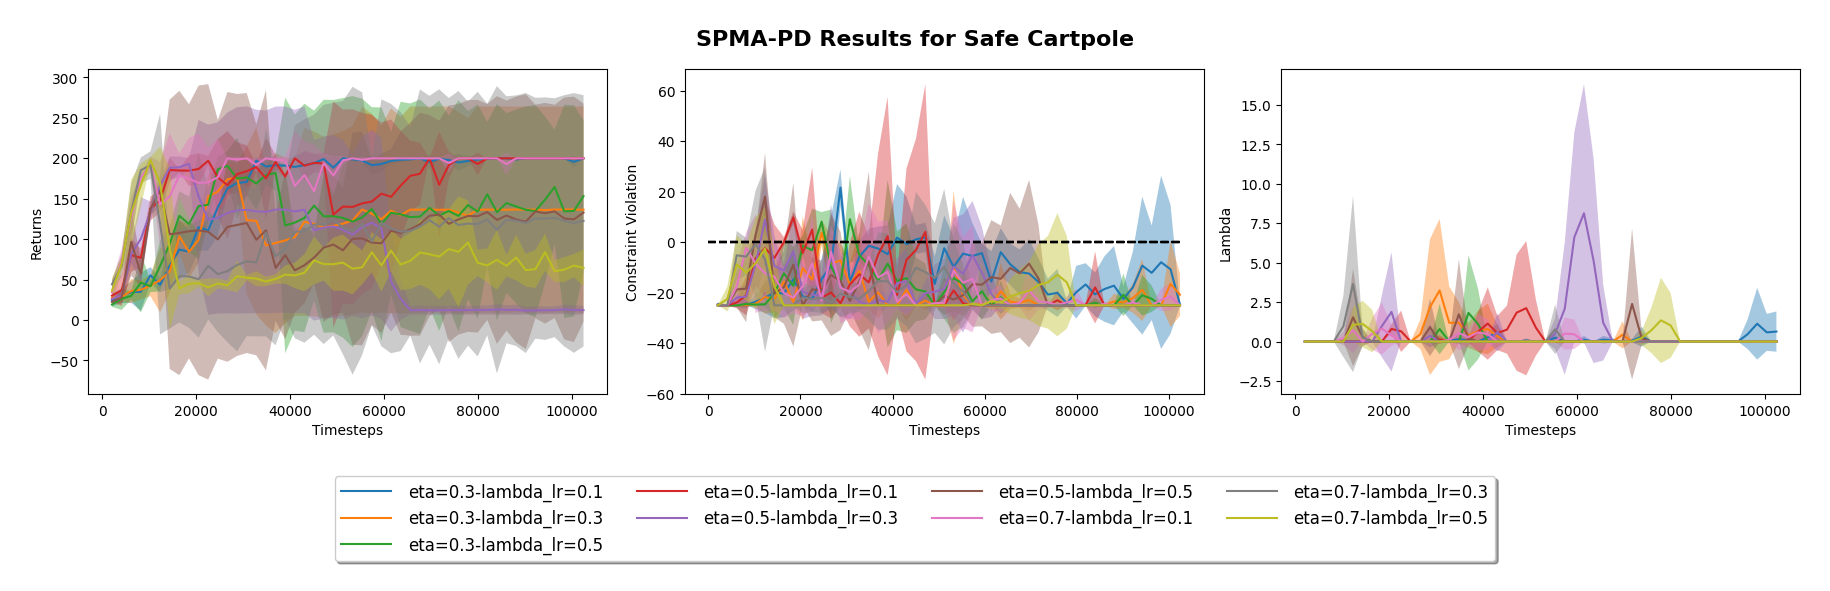 SPMA-PD Results for Safe Cartpole
Returns
300
250
200
150
100
50
0
−50
0 20000 40000 60000 80000 100000
Timesteps
Constraint Violation
60
40
20
0
−20
−40
−60
0 20000 40000 60000 80000 100000
Timesteps
Lambda
15.0
12.5
10.0
7.5
5.0
2.5
0.0
−2.5
0 20000 40000 60000 80000 100000
Timesteps
eta=0.3-lambda_lr=0.1 eta=0.5-lambda_lr=0.1 eta=0.5-lambda_lr=0.5 eta=0.7-lambda_lr=0.3
eta=0.3-lambda_lr=0.3 eta=0.5-lambda_lr=0.3 eta=0.7-lambda_lr=0.1 eta=0.7-lambda_lr=0.5
eta=0.3-lambda_lr=0.5